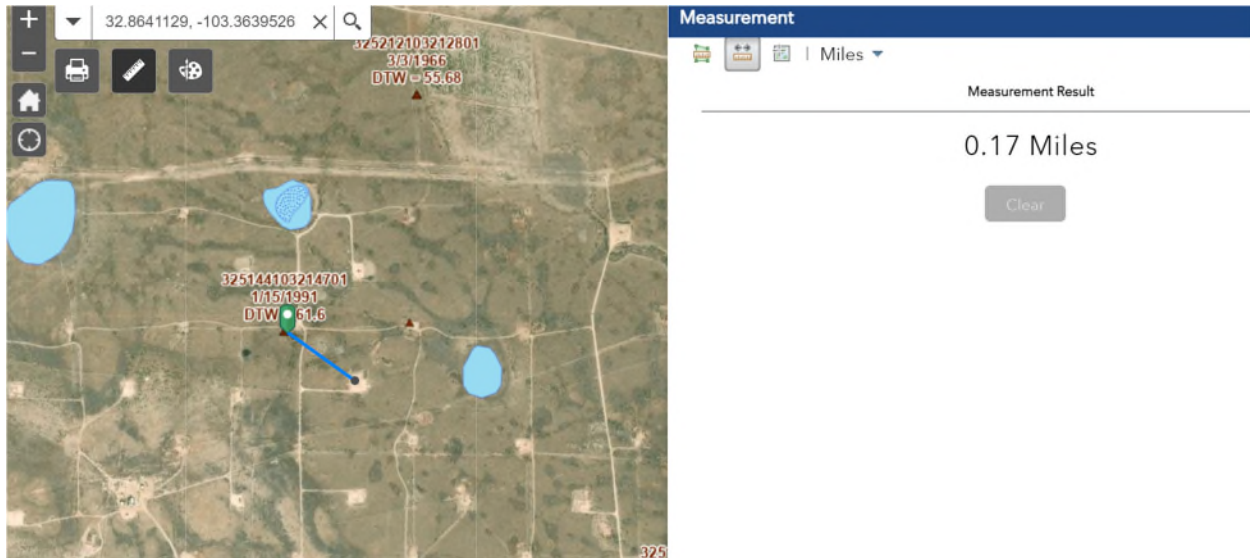 32.8641129, -103.3639526
325212103212801
3/3/1966
DTW = 55.68
325144103214701
1/15/1991
DTW 61.6
325
Measurement
Miles
Measurement Result
0.17 Miles
Clear